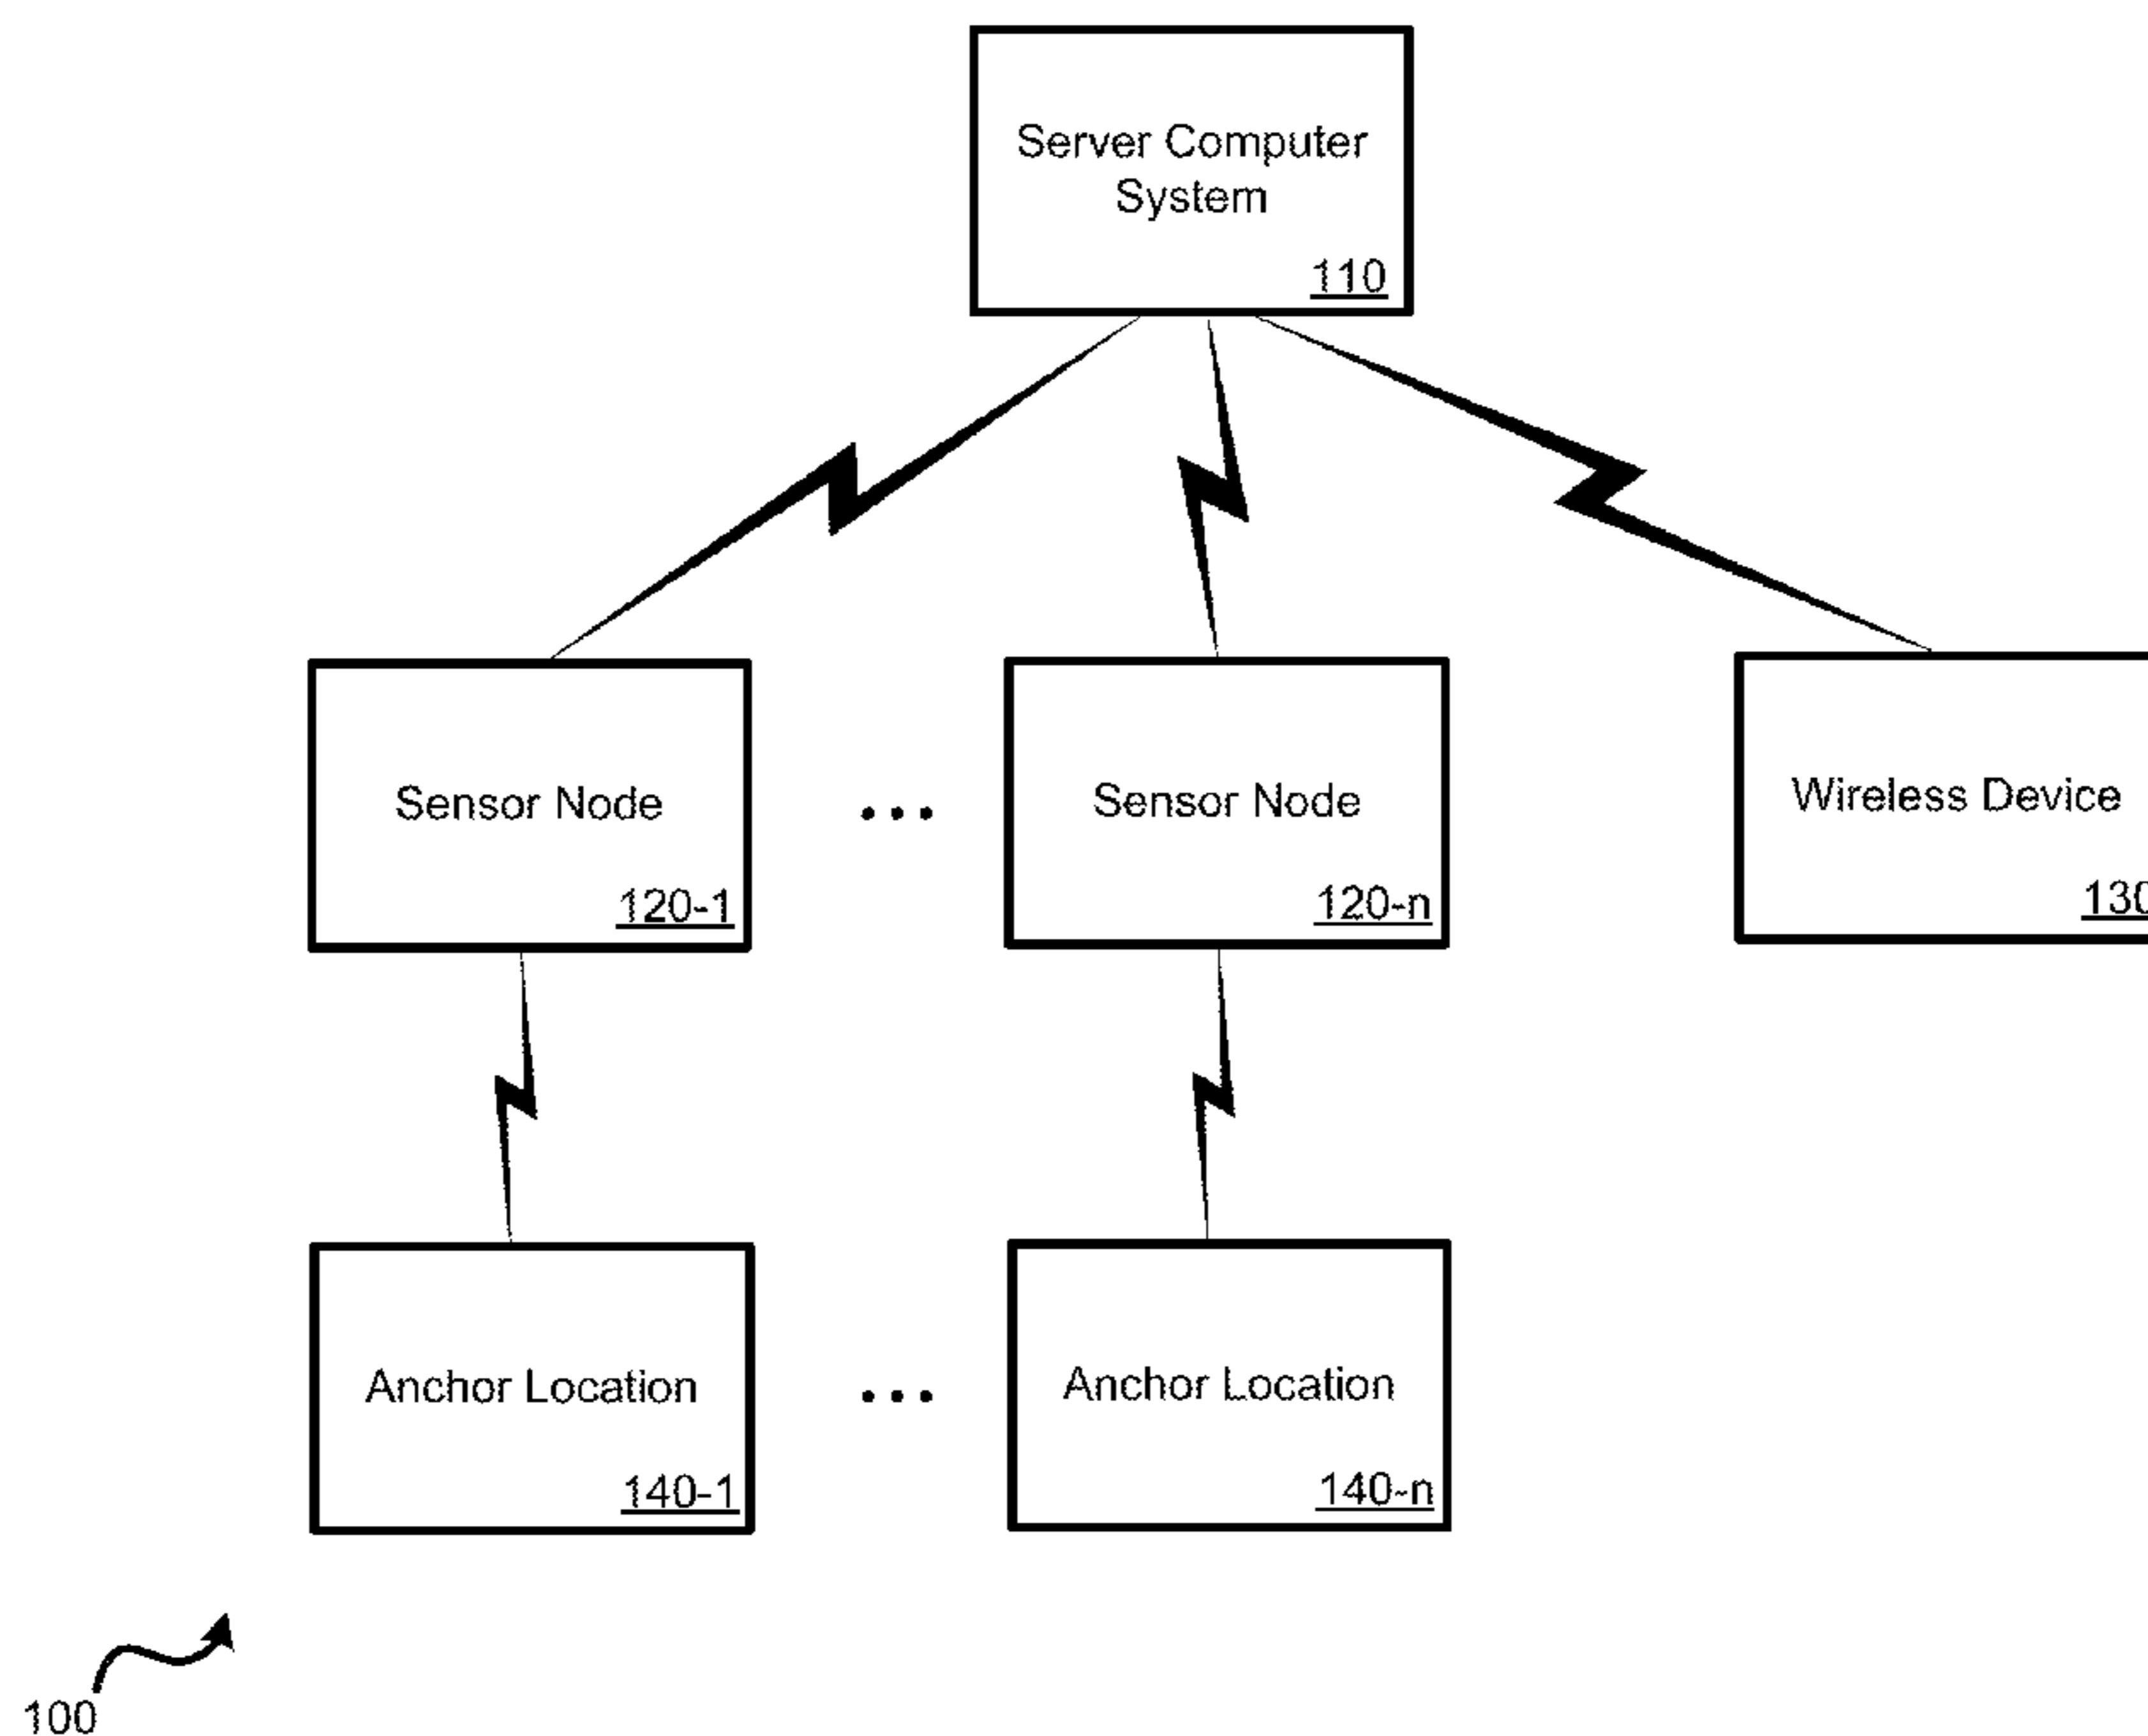 Server Computer
System
110
Sensor Node
120-1
...
Sensor Node
120-n
Wireless Device
130
Anchor Location
140-1
...
Anchor Location
140-n
100